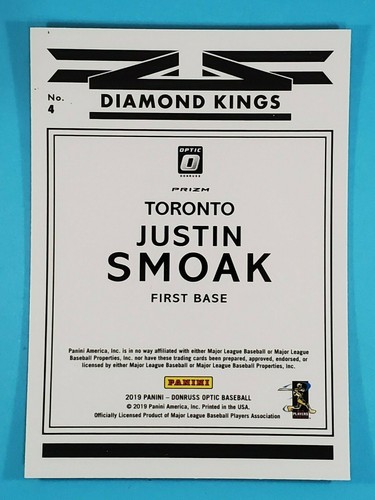 DIAMOND KINGS
No.
4
OPTIC
DONRUSS
PRIZM
TORONTO
JUSTIN
SMOAK
FIRST BASE
Panini America, Inc. is in no way affiliated with either Major League Baseball or Major League
Baseball Properties, Inc. nor have these trading cards been prepared, approved, endorsed, or
licensed by either Major League Baseball or Major League Baseball Properties, Inc.
PANINI
2019 PANINI – DONRUSS OPTIC BASEBALL
© 2019 Panini America, Inc. Printed in the USA.
Officially Licensed Product of Major League Baseball Players Association
PLAYERS